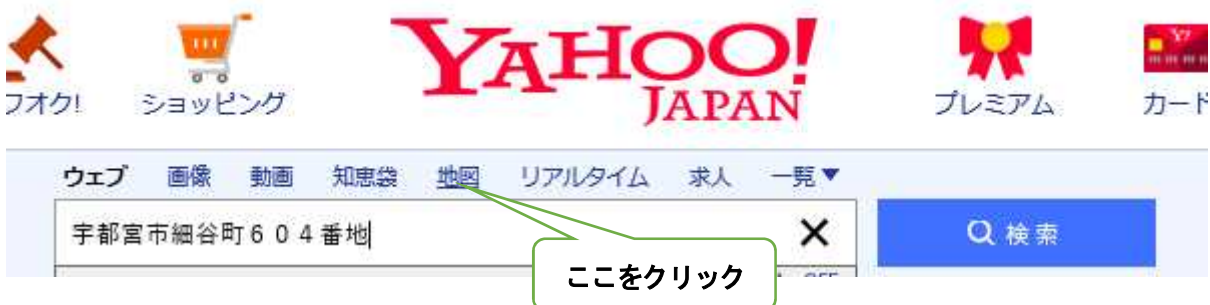 YAHOO!
JAPAN
フオク!
ショッピング
プレミアム
カード
ウェブ 画像 動画 知恵袋 地図 リアルタイム 求人 一覧▼
宇都宮市細谷町604番地
検索
ここをクリック